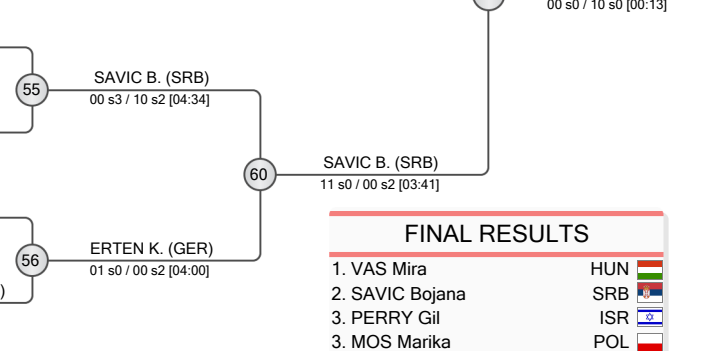 00 s0 / 10 s0 [00:13]
SAVIC B. (SRB)
55
00 s3 / 10 s2 [04:34]
SAVIC B. (SRB)
60
11 s0 / 00 s2 [03:41]
FINAL RESULTS
ERTEN K. (GER)
56
01 s0 / 00 s2 [04:00]
)
1. VAS Mira HUN
2. SAVIC Bojana SRB
3. PERRY Gil ISR
3. MOS Marika POL